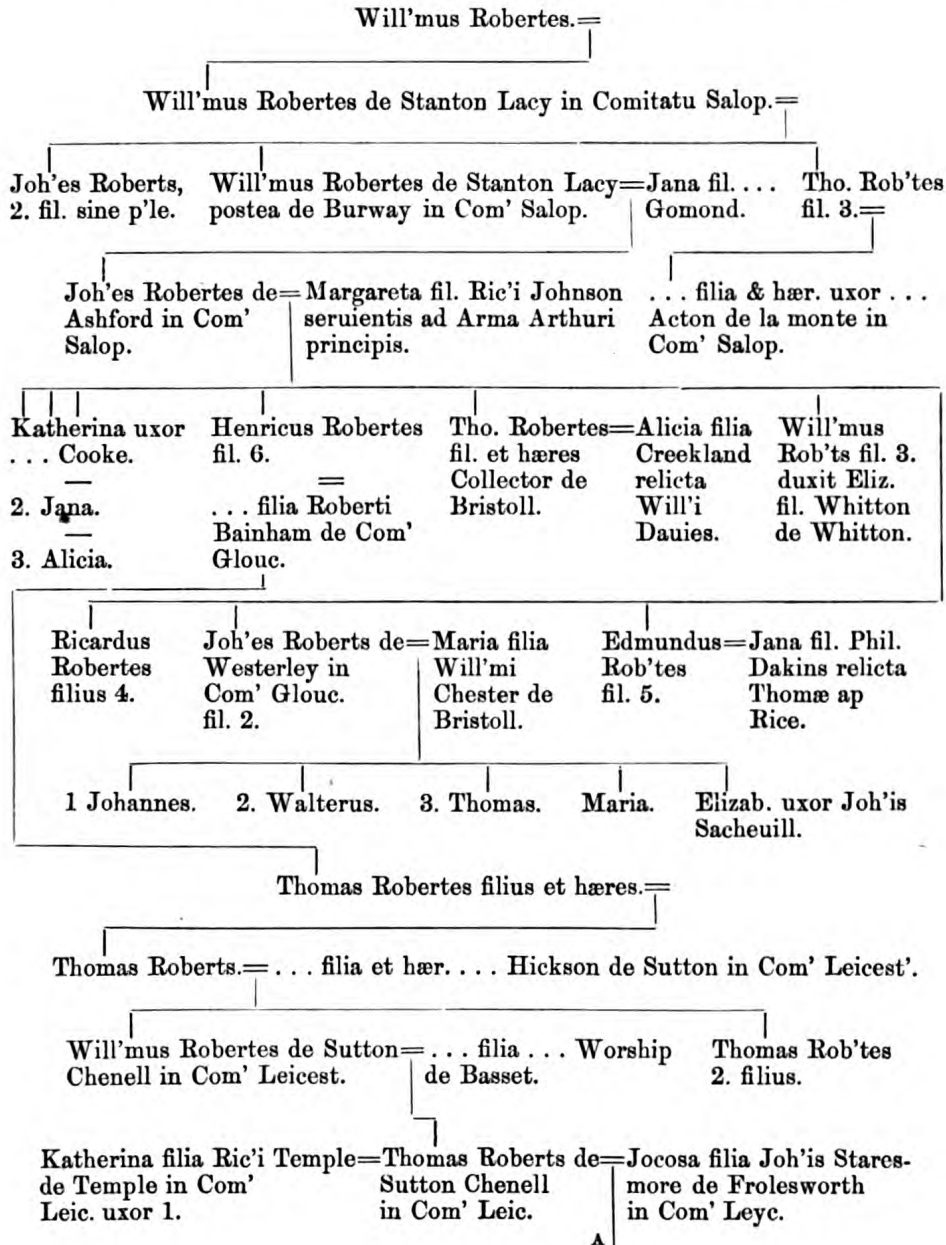 Will'mus Robertes.=
Will'mus Robertes de Stanton Lacy in Comitatu Salop.=
Joh'es Roberts,
2. fil. sine p'le.
Will'mus Robertes de Stanton Lacy=Jana fil. ...
postea de Burway in Com' Salop. Gomond.
Tho. Rob'tes
fil. 3.=
Joh'es Robertes de=Margareta fil. Ric'i Johnson
Ashford in Com' seruientis ad Arma Arthuri
Salop. principis.
... filia & hær. uxor ...
Acton de la monte in
Com' Salop.
Katherina uxor
... Cooke.
—
2. Jana.
—
3. Alicia.
Henricus Robertes
fil. 6.
=
... filia Roberti
Bainham de Com'
Glouc.
Tho. Robertes=Alicia filia
fil. et hæres Creekland
Collector de relicta
Bristoll. Will'i
Dauies.
Will'mus
Rob'ts fil. 3.
duxit Eliz.
fil. Whitton
de Whitton.
Ricardus
Robertes
filius 4.
Joh'es Roberts de=Maria filia
Westerley in Will'mi
Com' Glouc. Chester de
fil. 2. Bristoll.
Edmundus=Jana fil. Phil.
Rob'tes Dakins relicta
fil. 5. Thomæ ap
Rice.
1 Johannes. 2. Walterus. 3. Thomas. Maria. Elizab. uxor Joh'is
Sacheuill.
Thomas Robertes filius et hæres.=
Thomas Roberts.=... filia et hær. ... Hickson de Sutton in Com' Leicest'.
Will'mus Robertes de Sutton=... filia ... Worship
Chenell in Com' Leicest. de Basset.
Thomas Rob'tes
2. filius.
Katherina filia Ric'i Temple=Thomas Roberts de=Jocosa filia Joh'is Stares-
de Temple in Com' Sutton Chenell more de Frolesworth
Leic. uxor 1. in Com' Leic. in Com' Leyc.
A